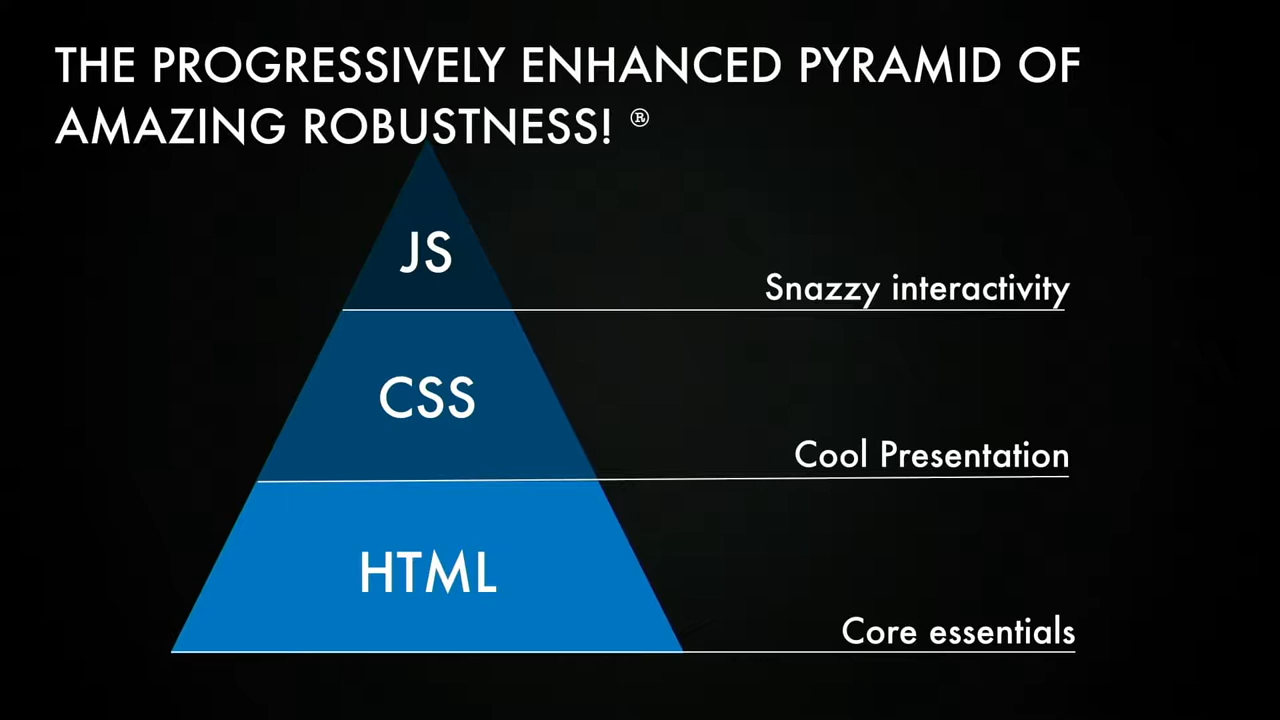 THE PROGRESSIVELY ENHANCED PYRAMID OF
AMAZING ROBUSTNESS! ®
JS
Snazzy interactivity
CSS
Cool Presentation
HTML
Core essentials